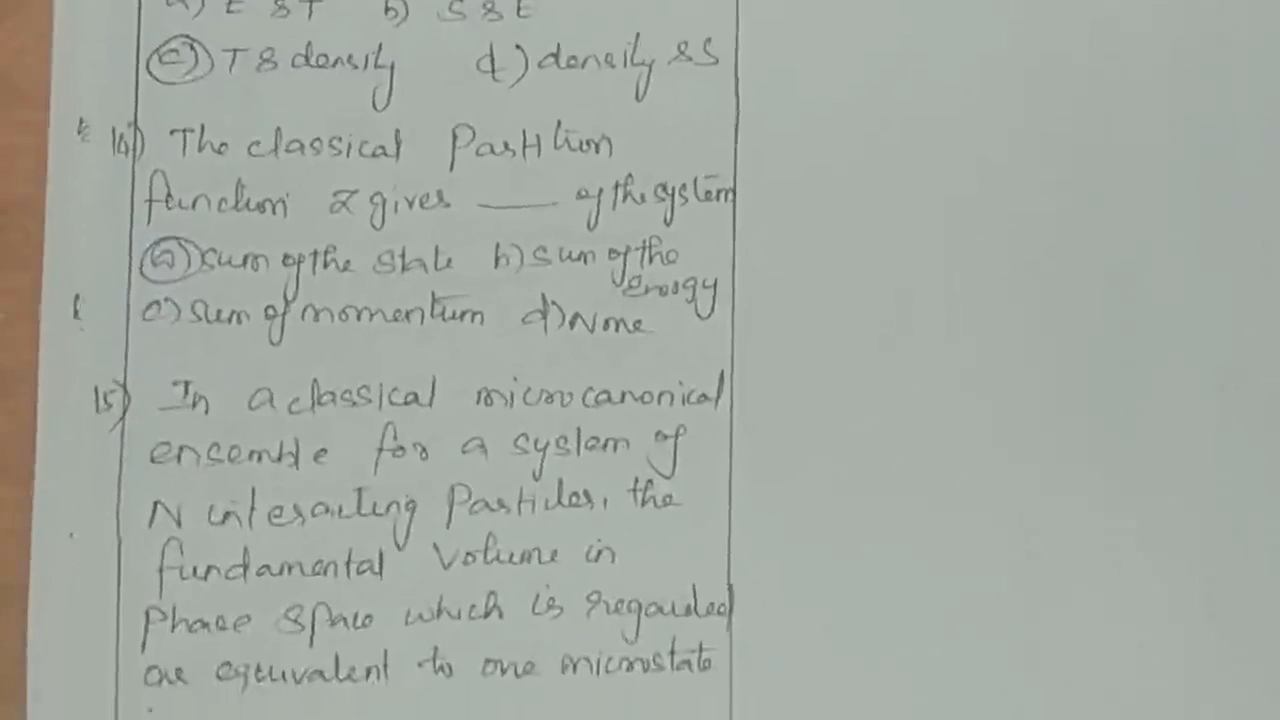 a) E & T b) S & E
c) T & density d) density & S
14) The classical Partition
function Z gives ___ of the system
a) sum of the state b) sum of the
energy
c) sum of momentum d) None
15) In a classical microcanonical
ensemble for a system of
N interacting Particles, the
fundamental volume in
Phase space which is regarded
as equivalent to one microstate